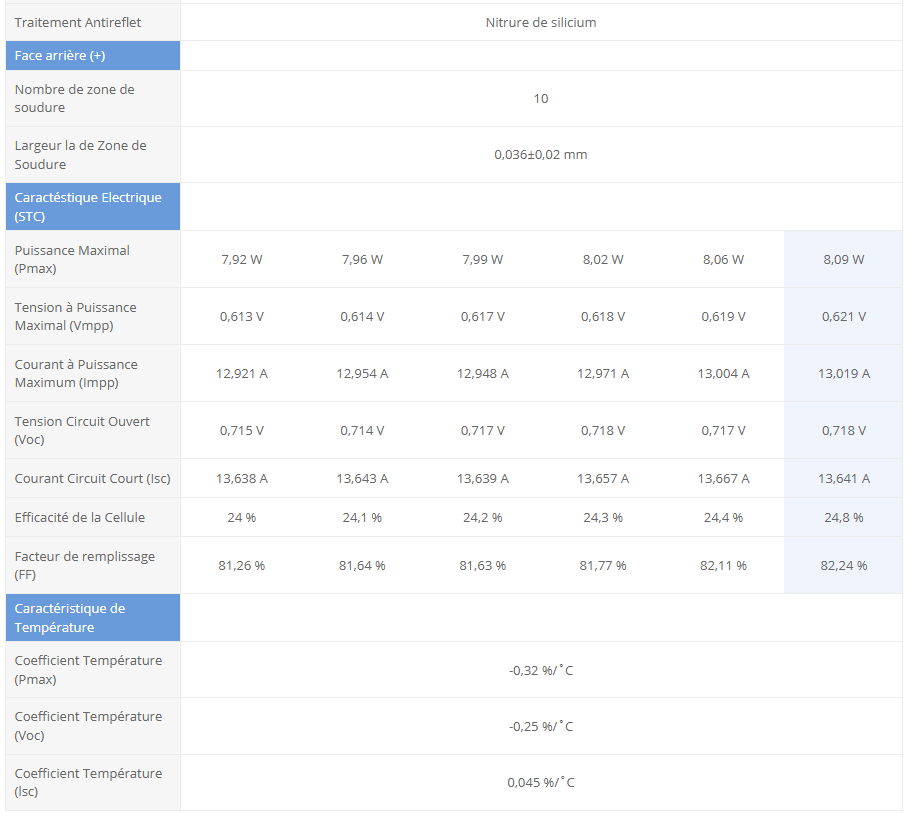 Traitement Antireflet
Nitrure de silicium
Face arrière (+)
Nombre de zone de
soudure
10
Largeur la de Zone de
Soudure
0,036±0,02 mm
Caractéstique Electrique
(STC)
Puissance Maximal
(Pmax)
7,92 W 7,96 W 7,99 W 8,02 W 8,06 W 8,09 W
Tension à Puissance
Maximal (Vmpp)
0,613 V 0,614 V 0,617 V 0,618 V 0,619 V 0,621 V
Courant à Puissance
Maximum (Impp)
12,921 A 12,954 A 12,948 A 12,971 A 13,004 A 13,019 A
Tension Circuit Ouvert
(Voc)
0,715 V 0,714 V 0,717 V 0,718 V 0,717 V 0,718 V
Courant Circuit Court (Isc) 13,638 A 13,643 A 13,639 A 13,657 A 13,667 A 13,641 A
Efficacité de la Cellule 24 % 24,1 % 24,2 % 24,3 % 24,4 % 24,8 %
Facteur de remplissage
(FF)
81,26 % 81,64 % 81,63 % 81,77 % 82,11 % 82,24 %
Caractéristique de
Température
Coefficient Température
(Pmax)
-0,32 %/˚C
Coefficient Température
(Voc)
-0,25 %/˚C
Coefficient Température
(Isc)
0,045 %/˚C